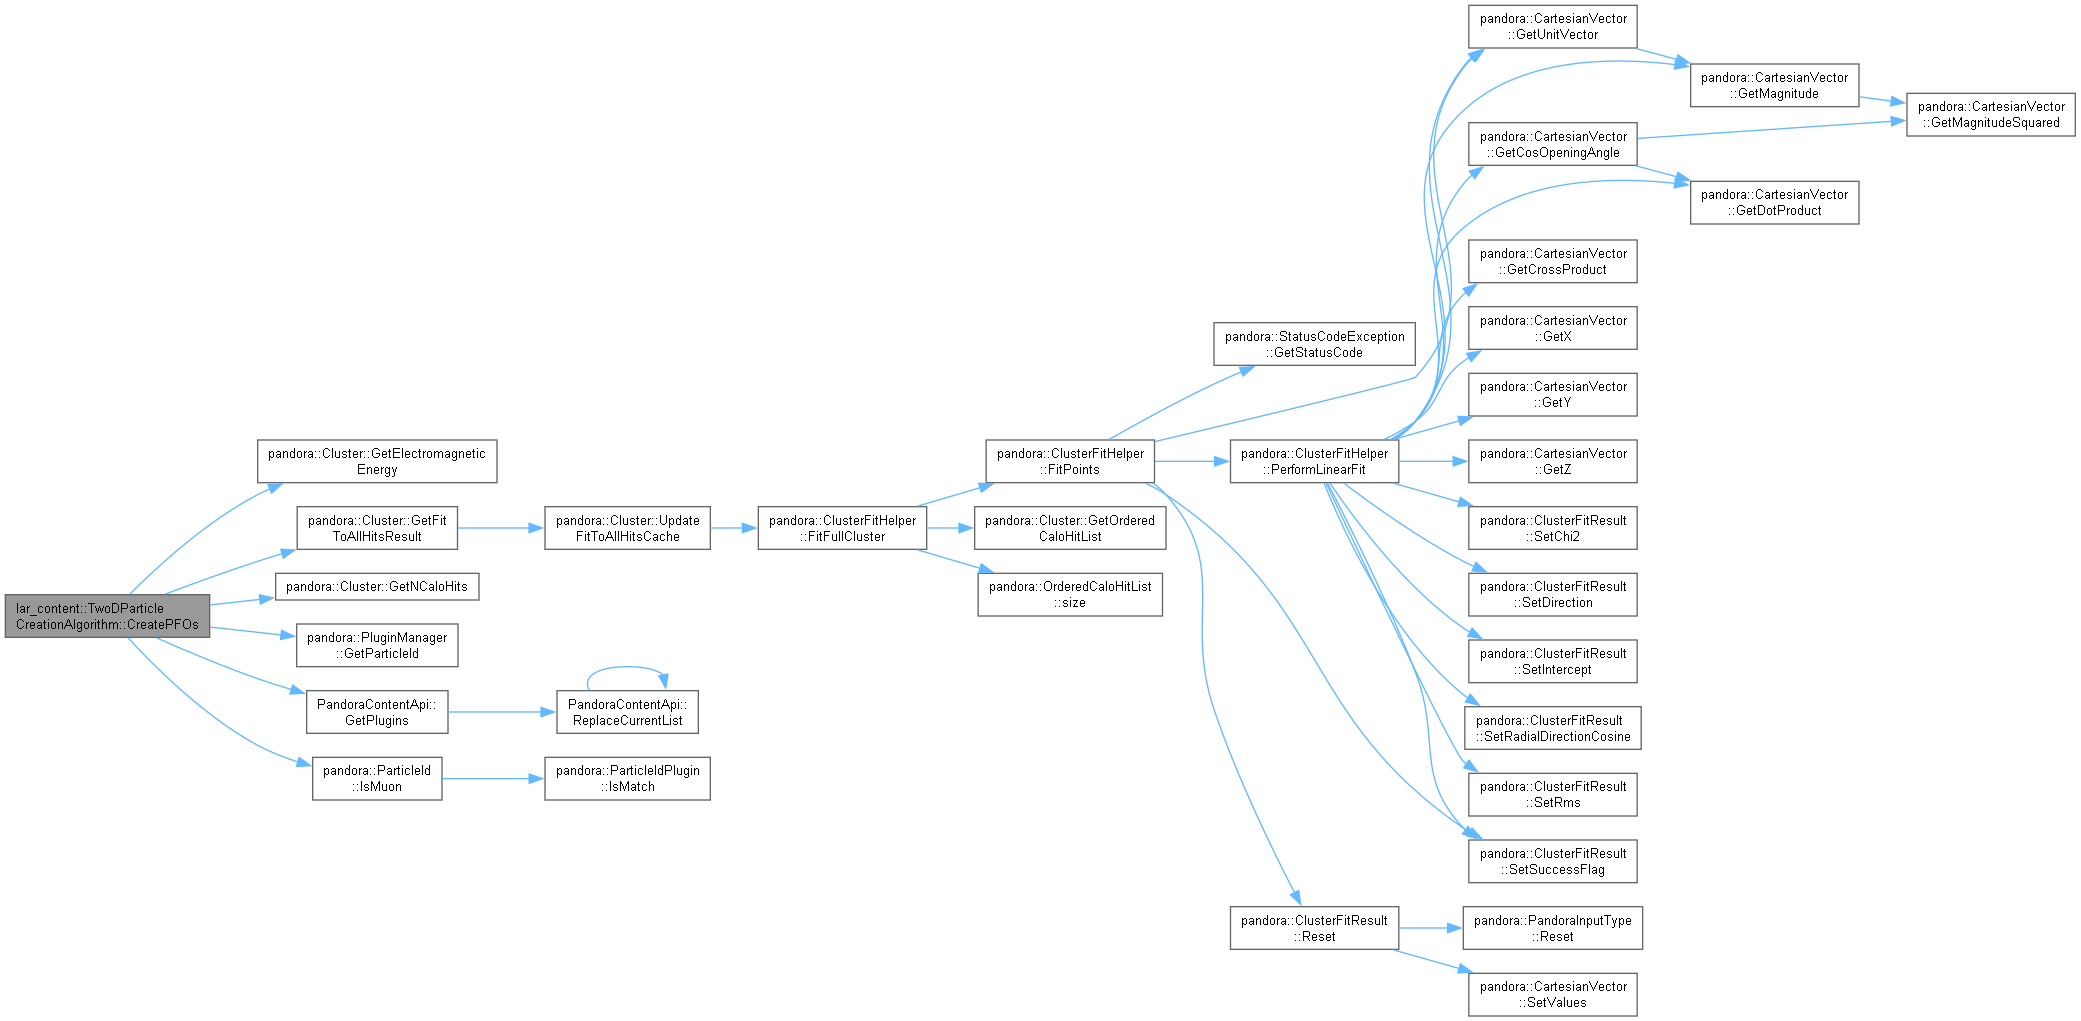 lar_content::TwoDParticle
CreationAlgorithm::CreatePFOs
pandora::Cluster::GetElectromagnetic
Energy
pandora::Cluster::GetFit
ToAllHitsResult
pandora::Cluster::GetNCaloHits
pandora::PluginManager
::GetParticleId
PandoraContentApi::
GetPlugins
pandora::ParticleId
::IsMuon
pandora::Cluster::Update
FitToAllHitsCache
PandoraContentApi::
ReplaceCurrentList
pandora::ParticleIdPlugin
::IsMatch
pandora::ClusterFitHelper
::FitFullCluster
pandora::ClusterFitHelper
::FitPoints
pandora::Cluster::GetOrdered
CaloHitList
pandora::OrderedCaloHitList
::size
pandora::StatusCodeException
::GetStatusCode
pandora::ClusterFitHelper
::PerformLinearFit
pandora::ClusterFitResult
::Reset
pandora::CartesianVector
::GetUnitVector
pandora::CartesianVector
::GetCosOpeningAngle
pandora::CartesianVector
::GetCrossProduct
pandora::CartesianVector
::GetX
pandora::CartesianVector
::GetY
pandora::CartesianVector
::GetZ
pandora::ClusterFitResult
::SetChi2
pandora::ClusterFitResult
::SetDirection
pandora::ClusterFitResult
::SetIntercept
pandora::ClusterFitResult
::SetRadialDirectionCosine
pandora::ClusterFitResult
::SetRms
pandora::ClusterFitResult
::SetSuccessFlag
pandora::PandoraInputType
::Reset
pandora::CartesianVector
::SetValues
pandora::CartesianVector
::GetMagnitude
pandora::CartesianVector
::GetDotProduct
pandora::CartesianVector
::GetMagnitudeSquared